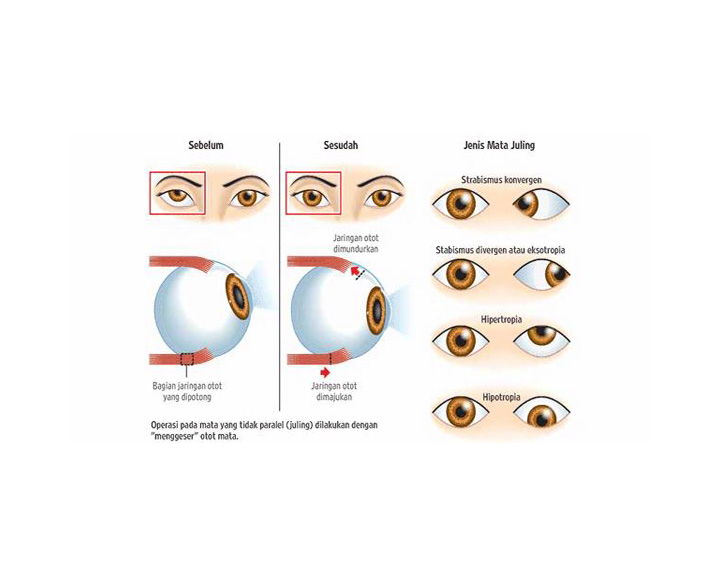 Sebelum
Sesudah
Jenis Mata Juling
Strabismus konvergen
Jaringan otot
dimundurkan
Stabismus divergen atau eksotropia
Hipertropia
Bagian jaringan otot
yang dipotong
Jaringan otot
dimajukan
Hipotropia
Operasi pada mata yang tidak paralel (juling) dilakukan dengan
"menggeser" otot mata.